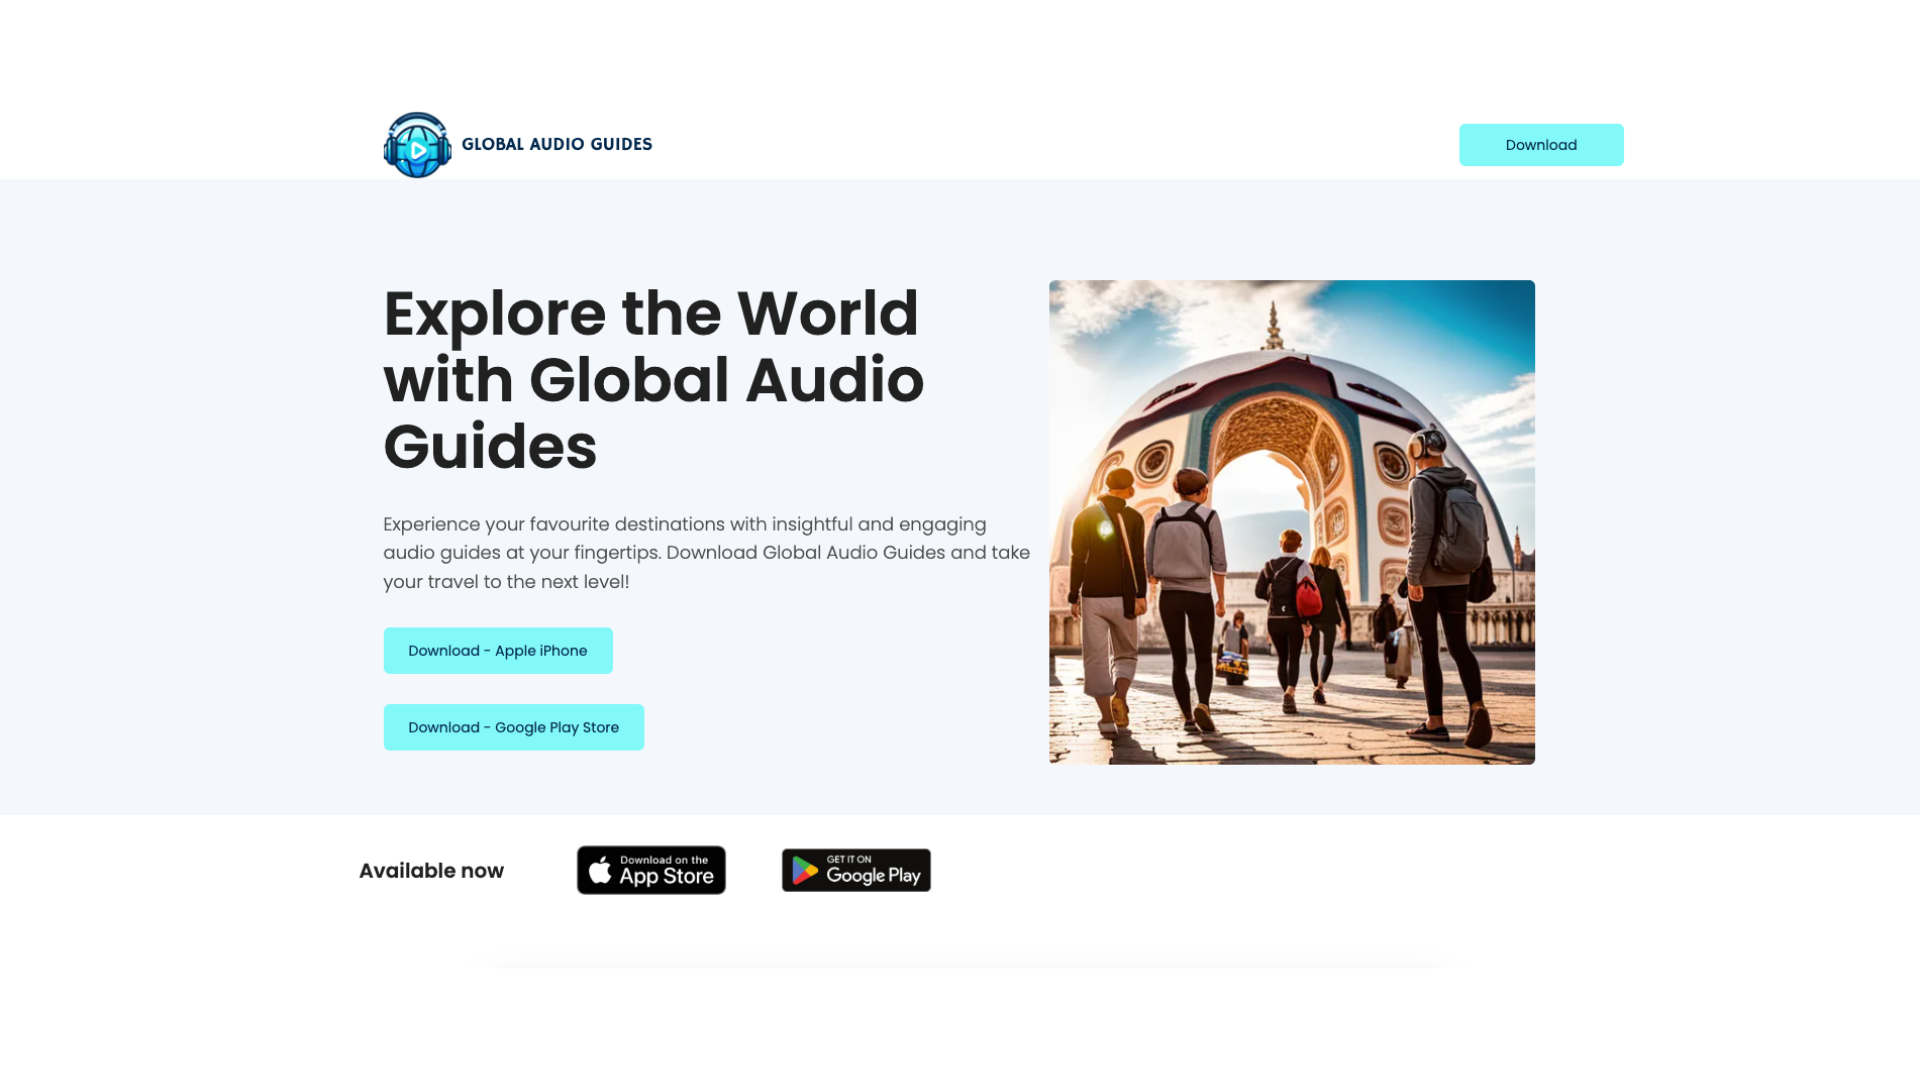 GLOBAL AUDIO GUIDES
Download
Explore the World
with Global Audio
Guides
Experience your favourite destinations with insightful and engaging
audio guides at your fingertips. Download Global Audio Guides and take
your travel to the next level!
Download - Apple iPhone
Download - Google Play Store
Available now
Download on the
App Store
GET IT ON
Google Play